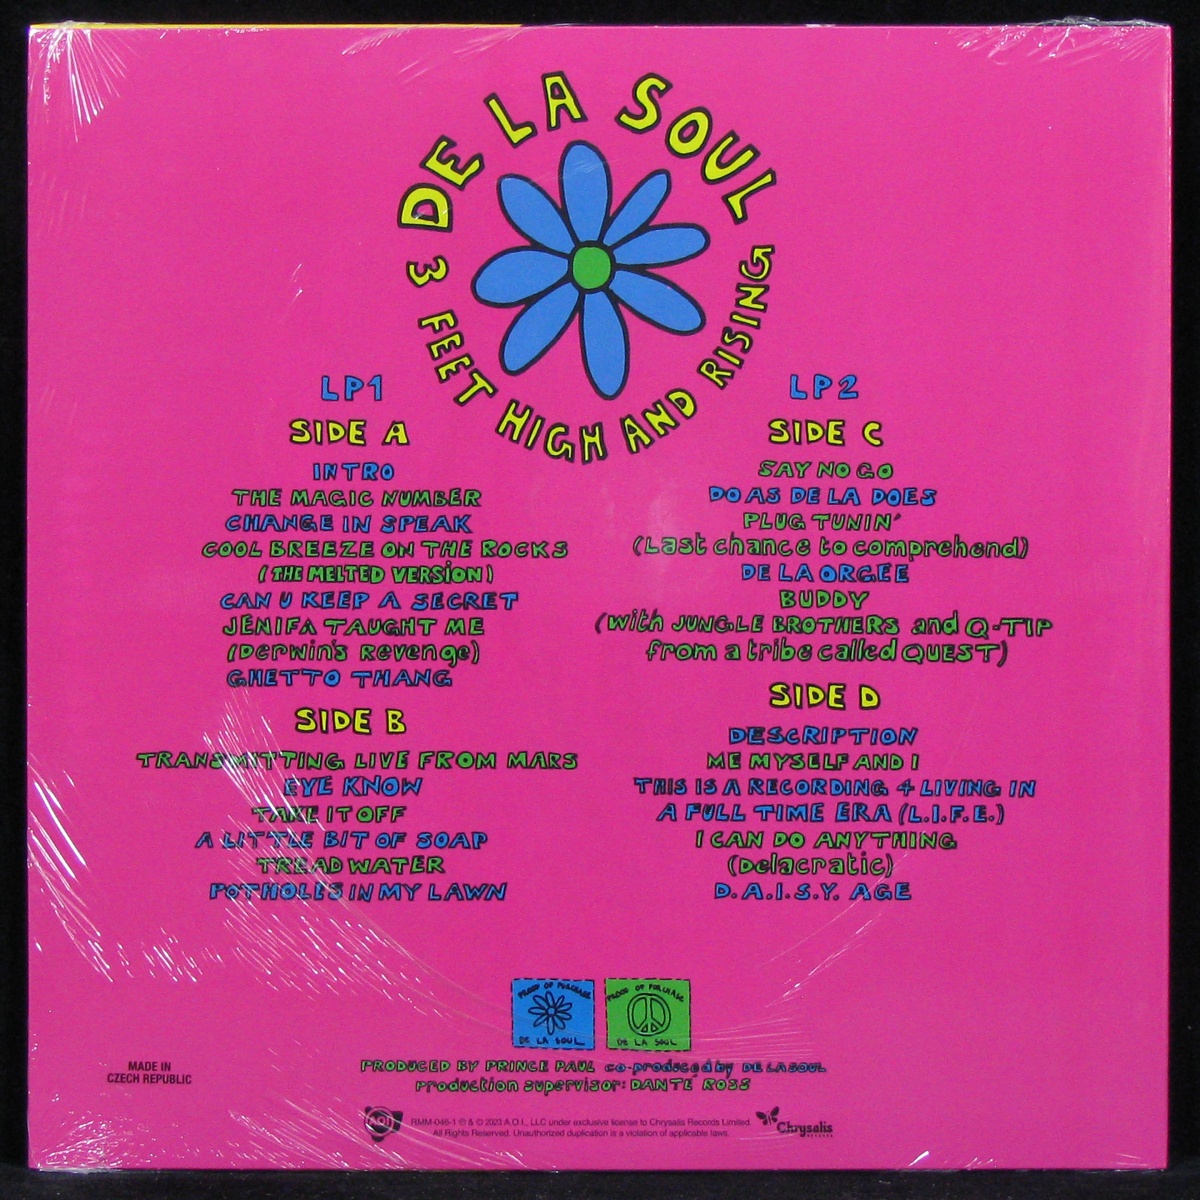 DE LA SOUL
3 FEET HIGH AND RISING
LP1
SIDE A
INTRO
THE MAGIC NUMBER
CHANGE IN SPEAK
COOL BREEZE ON THE ROCKS
(THE MELTED VERSION)
CAN U KEEP A SECRET
JENIFA TAUGHT ME
(Derwin's Revenge)
GHETTO THANG
SIDE B
TRANSMITTING LIVE FROM MARS
EYE KNOW
TAKE IT OFF
A LITTLE BIT OF SOAP
TREAD WATER
POTHOLES IN MY LAWN
LP2
SIDE C
SAY NO GO
DO AS DE LA DOES
PLUG TUNIN'
(Last chance to comprehend)
DE LA ORGEE
BUDDY
(with JUNGLE BROTHERS and Q-TIP
from a tribe called QUEST)
SIDE D
DESCRIPTION
ME MYSELF AND I
THIS IS A RECORDING 4 LIVING IN
A FULL TIME ERA (L.I.F.E.)
I CAN DO ANYTHING
(Delacratic)
D.A.I.S.Y. AGE
PROOF OF PURCHASE
DE LA SOUL
PROOF OF PURCHASE
DE LA SOUL
MADE IN
CZECH REPUBLIC
PRODUCED BY PRINCE PAUL co-produced by DE LA SOUL
production supervisor: DANTE ROSS
AOI
RMM-046-1 ℗ & © 2023 A.O.I., LLC under exclusive license to Chrysalis Records Limited.
All Rights Reserved. Unauthorized duplication is a violation of applicable laws.
Chrysalis
RECORDS